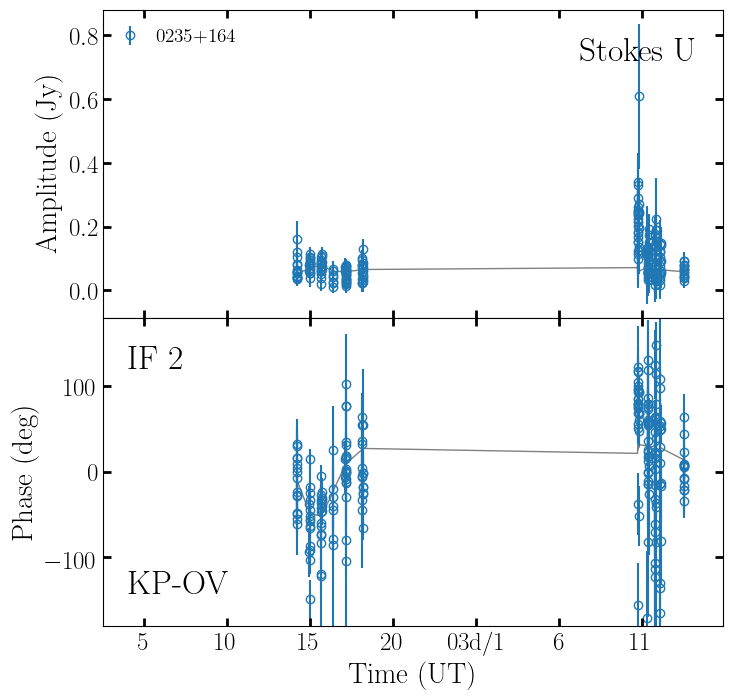 0235+164
Stokes U
0.8
0.6
0.4
0.2
0.0
Amplitude (Jy)
IF 2
100
0
−100
Phase (deg)
KP-OV
5 10 15 20 03d/1 6 11
Time (UT)